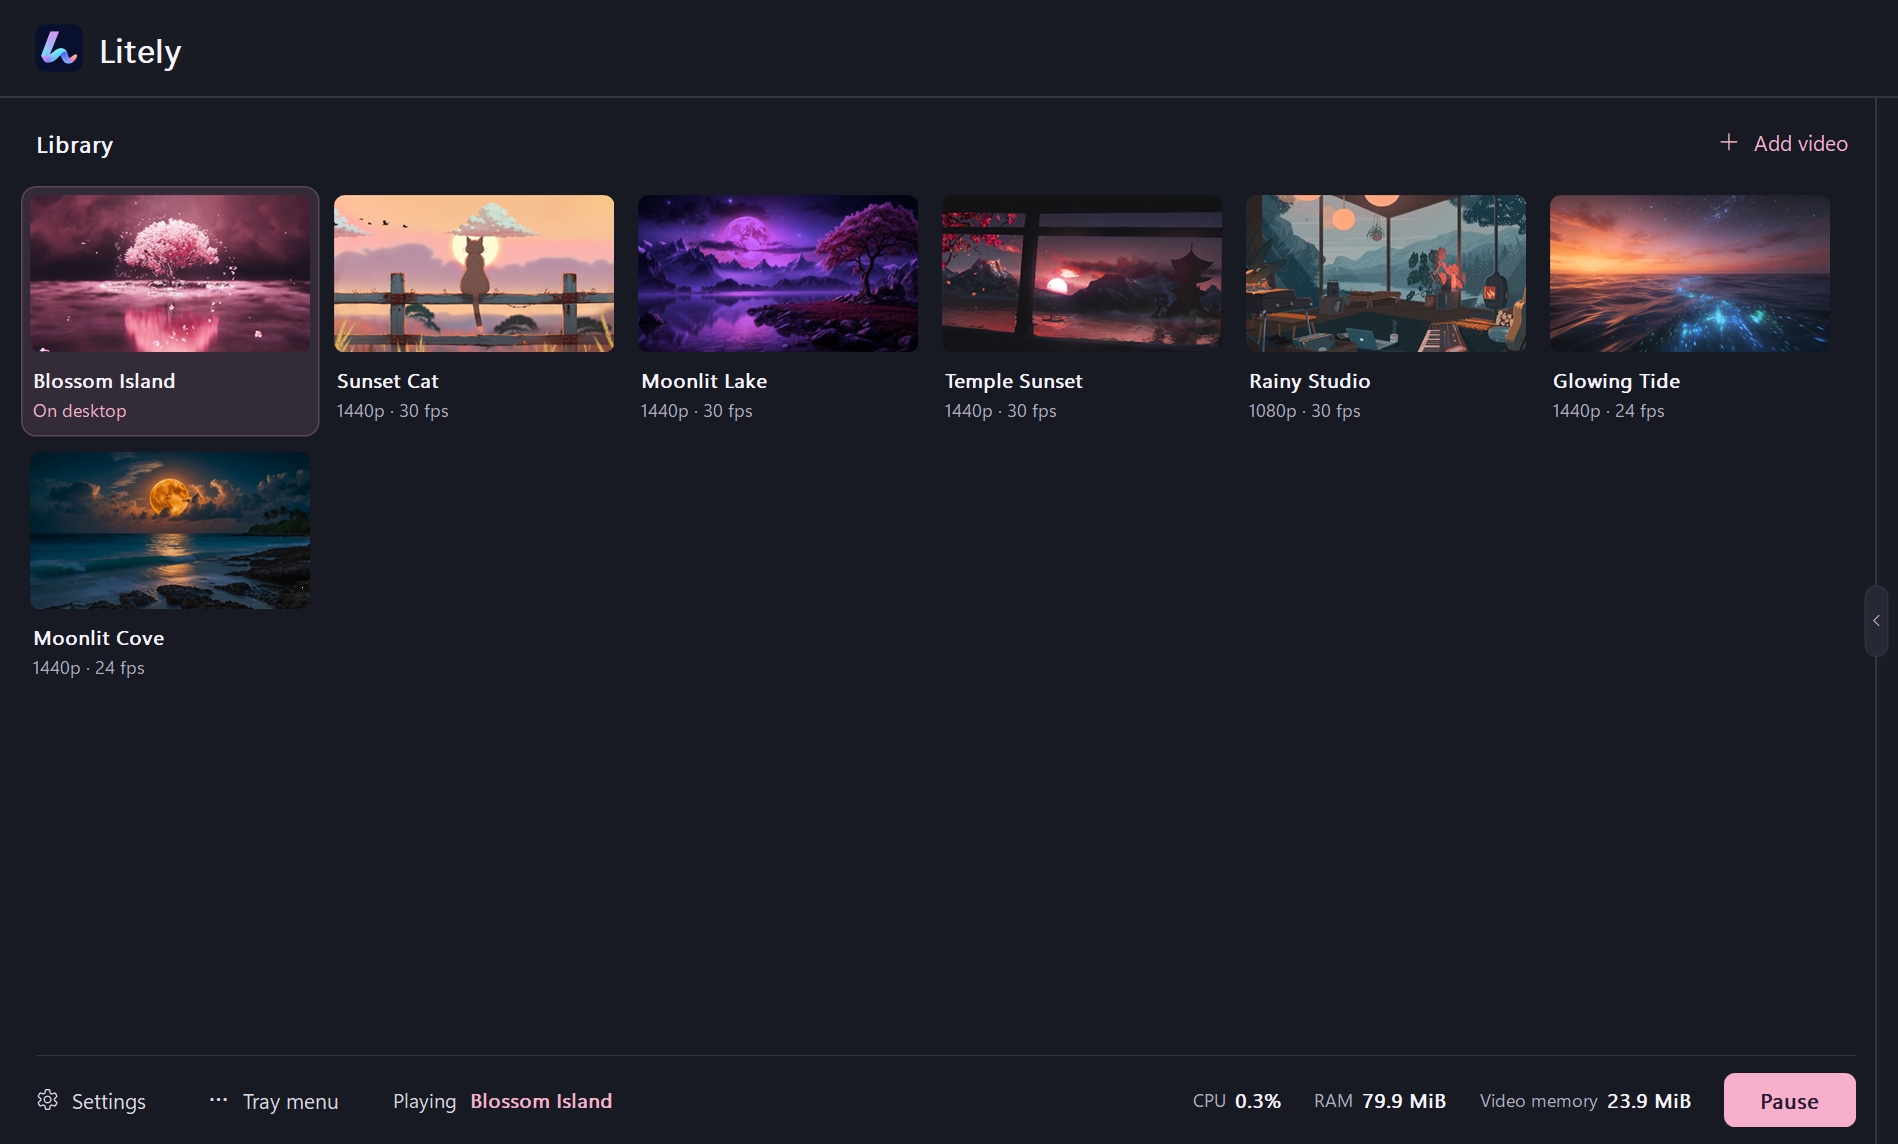 Litely
Library
+ Add video
Blossom Island
On desktop
Sunset Cat
1440p · 30 fps
Moonlit Lake
1440p · 30 fps
Temple Sunset
1440p · 30 fps
Rainy Studio
1080p · 30 fps
Glowing Tide
1440p · 24 fps
Moonlit Cove
1440p · 24 fps
Settings ··· Tray menu Playing Blossom Island CPU 0.3% RAM 79.9 MiB Video memory 23.9 MiB Pause